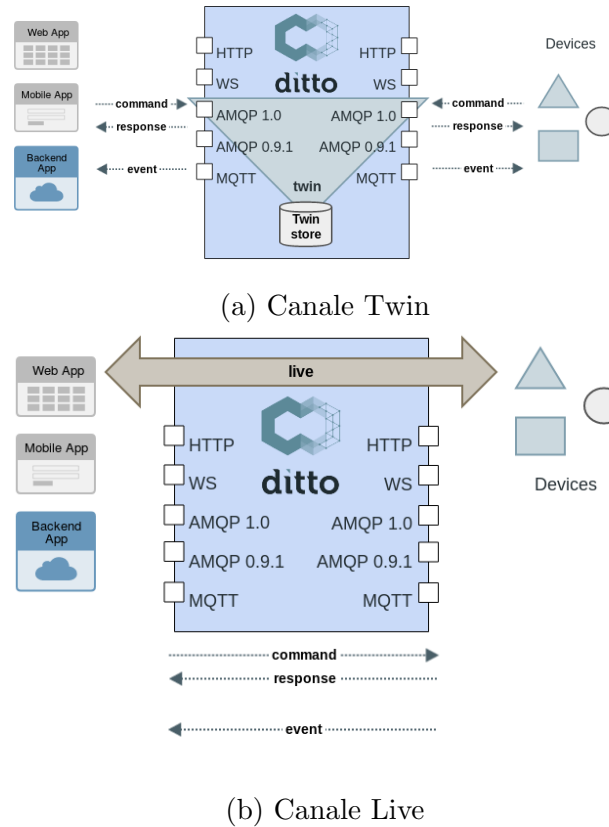 Web App
Mobile App
Backend
App
HTTP
WS
AMQP 1.0
AMQP 0.9.1
MQTT
ditto
HTTP
WS
AMQP 1.0
AMQP 0.9.1
MQTT
command
response
event
twin
Twin
store
Devices
command
response
event
(a) Canale Twin
Web App
Mobile App
Backend
App
live
ditto
HTTP
WS
AMQP 1.0
AMQP 0.9.1
MQTT
HTTP
WS
AMQP 1.0
AMQP 0.9.1
MQTT
Devices
command
response
event
(b) Canale Live